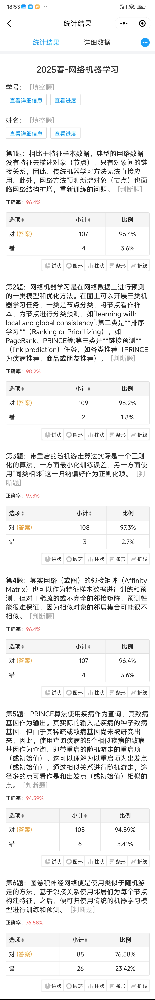 18:53
HD
56
统计结果
统计结果 详细数据
2025春-网络机器学习
学号： [填空题]
查看详细信息 查看进度
姓名： [填空题]
查看详细信息 查看进度
第1题：相比于特征样本数据，典型的网络数据
没有特征去描述对象（节点），只有对象间的链
接关系，因此，传统机器学习方法无法直接应
用。此外，网络方法预测新增对象（节点）也面
临网络结构扩增，重新训练的问题。 [判断题]
正确率：96.4%
选项 小计 比例
对 (答案) 107 96.4%
错 4 3.6%
饼状 圆环 柱状 条形 折线
第2题：网络机器学习是在网络数据上进行预测
的一类模型和优化方法。在图上可以开展三类机
器学习任务，一类是节点分类，将节点看作样
本，为节点进行分类预测，如“learning with
local and global consistency”;第二类是**排序
学习**（Ranking or Prioritizing），如
PageRank、PRINCE等;第三类是**链接预测**
（link prediction）任务，如各类推荐（PRINCE
为疾病推荐，商品或朋友推荐）。 [判断题]
正确率：98.2%
选项 小计 比例
对 (答案) 109 98.2%
错 2 1.8%
饼状 圆环 柱状 条形 折线
第3题：带重启的随机游走算法实际是一个正则
化的算法，一方面最小化训练误差，另一方面使
用“同类相邻”这一归纳偏好作为正则化项。 [判
断题]
正确率：97.3%
选项 小计 比例
对 (答案) 108 97.3%
错 3 2.7%
饼状 圆环 柱状 条形 折线
第4题：其实网络（或图）的邻接矩阵（Affinity
Matrix）也可以作为特征样本数据进行训练和预
测，但对于稀疏的或不完全的邻接矩阵，预测性
能很难保证，因为相似对象的邻居集合可能很不
相似。 [判断题]
正确率：96.4%
选项 小计 比例
对 (答案) 107 96.4%
错 4 3.6%
饼状 圆环 柱状 条形 折线
第5题：PRINCE算法使用疾病作为查询，其致病
基因作为输出。其实际的输入是疾病的种子致病
基因，但由于其稀疏或致病基因尚未被研究出
来，因此，使用查询疾病的5个相似疾病的致病
基因作为查询，即带重启的随机游走的重启项
（或初始值）。这可以理解为以重启项为出发点
（或初始值），通过相似关系进行随机游走，途
径多的点可看作是和出发点（或初始值）相似的
点。 [判断题]
正确率：94.59%
选项 小计 比例
对 (答案) 105 94.59%
错 6 5.41%
饼状 圆环 柱状 条形 折线
第6题：图卷积神经网络便是使用类似于随机游
走的方法，基于邻接关系使用邻居们为每个节点
构建特征，之后，便可归使用传统的机器学习模
型进行训练和预测。 [判断题]
正确率：76.58%
选项 小计 比例
对 (答案) 85 76.58%
错 26 23.42%
饼状 圆环 柱状 条形 折线